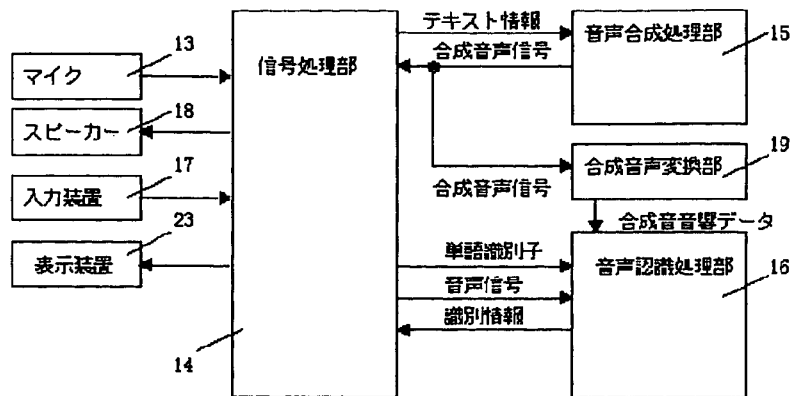 テキスト情報
13
信号処理部
合成音声信号
音声合成処理部
15
マイク
18
スピーカー
17
19
合成音声信号
合成音声変換部
入力装置
23
合成音音響データ
表示装置
単語識別子
音声認識処理部
16
音声信号
識別情報
14